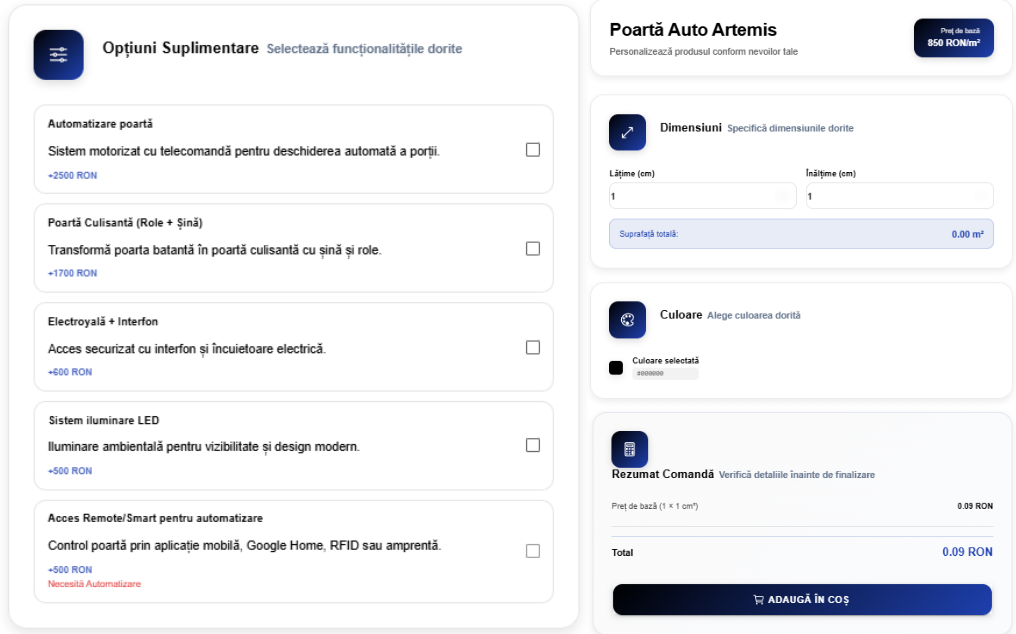 Opțiuni Suplimentare Selectează funcționalitățile dorite
Automatizare poartă
Sistem motorizat cu telecomandă pentru deschiderea automată a porții.
+2500 RON
Poartă Culisantă (Role + Șină)
Transformă poarta batantă în poartă culisantă cu șină și role.
+1700 RON
Electroyală + Interfon
Acces securizat cu interfon și încuietoare electrică.
+600 RON
Sistem iluminare LED
Iluminare ambientală pentru vizibilitate și design modern.
+500 RON
Acces Remote/Smart pentru automatizare
Control poartă prin aplicație mobilă, Google Home, RFID sau amprentă.
+500 RON
Necesită Automatizare
Poartă Auto Artemis
Personalizează produsul conform nevoilor tale
Preț de bază
850 RON/m²
Dimensiuni Specifică dimensiunile dorite
Lățime (cm) Înălțime (cm)
1 1
Suprafață totală: 0.00 m²
Culoare Alege culoarea dorită
Culoare selectată
#000000
Rezumat Comandă Verifică detaliile înainte de finalizare
Preț de bază (1 × 1 cm²) 0.09 RON
Total 0.09 RON
ADAUGĂ ÎN COȘ